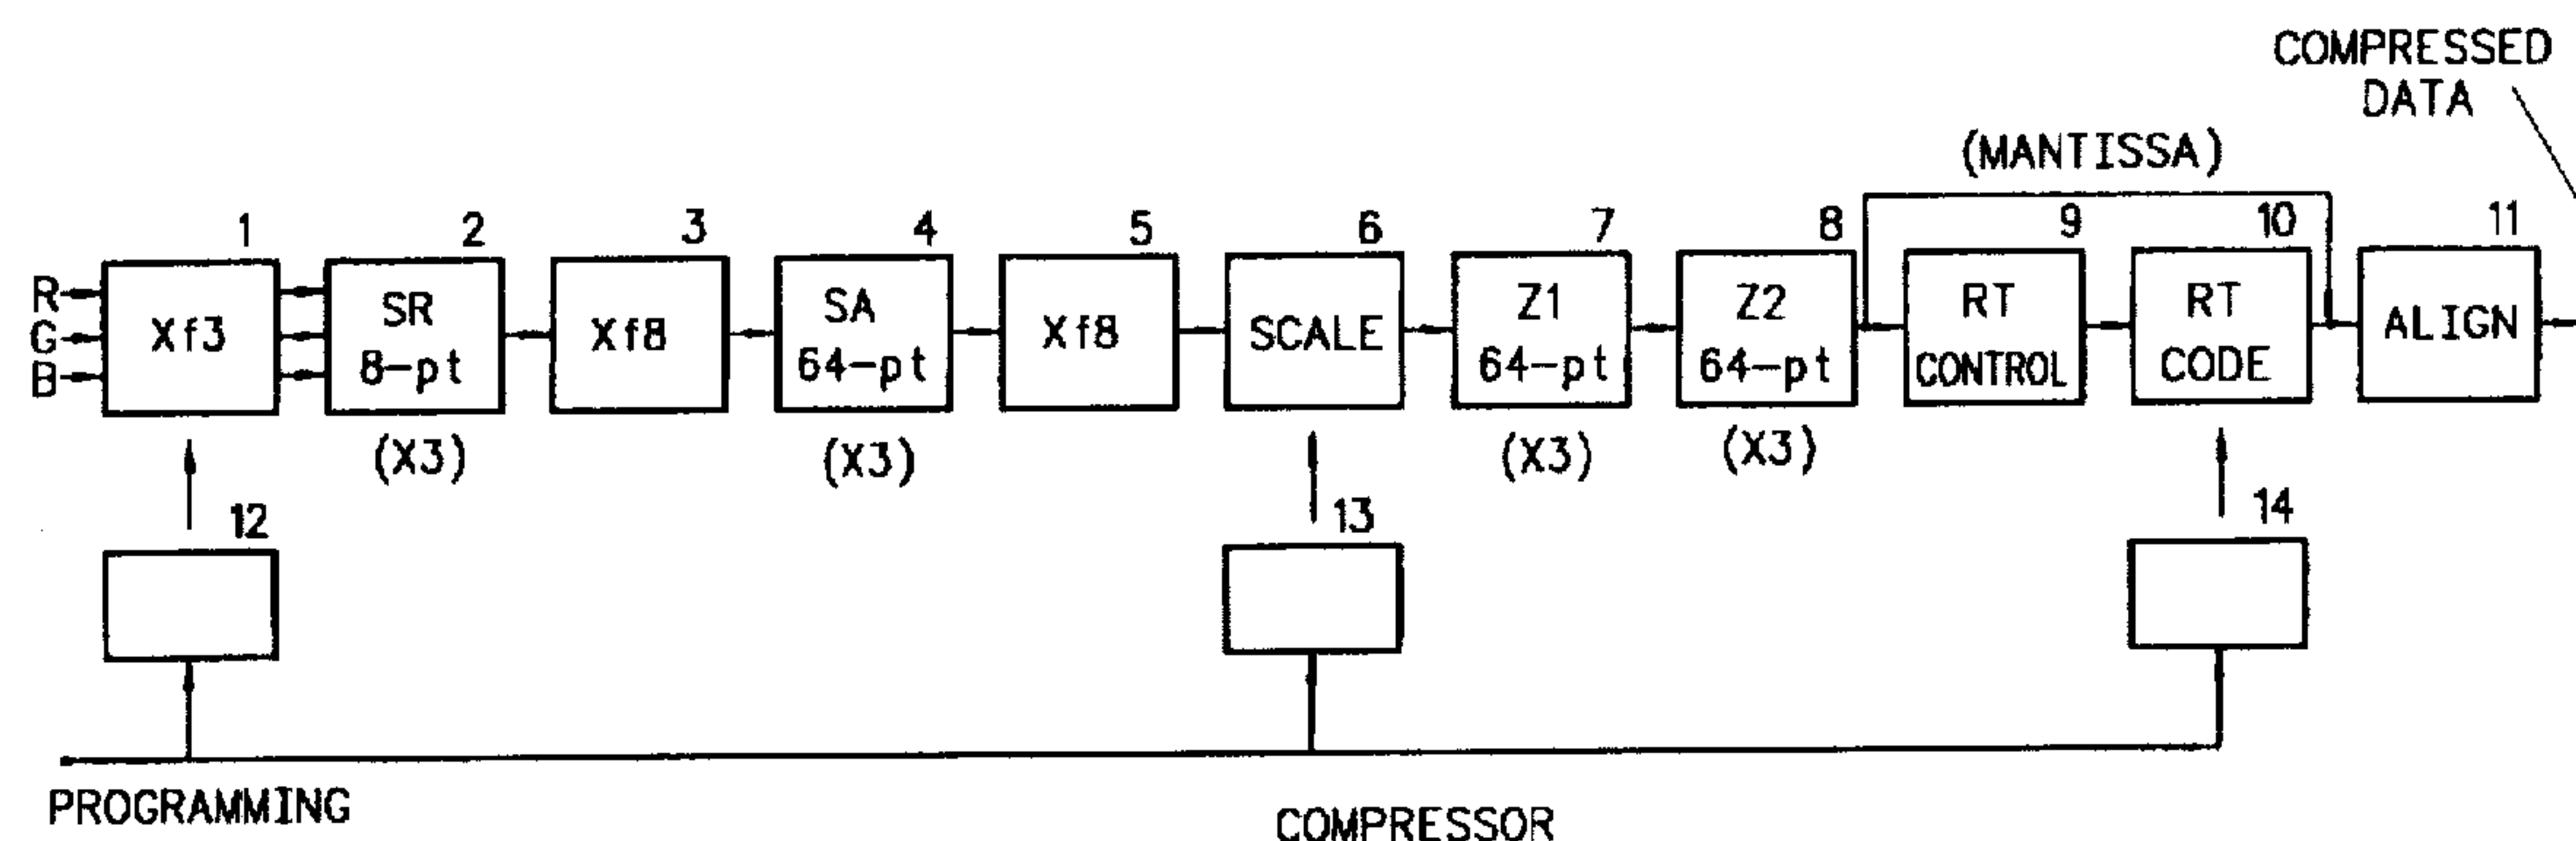 COMPRESSED
DATA
(MANTISSA)
1
2
3
4
5
6
7
8
9
10
11
R
G
B
Xf3
SR
8-pt
Xf8
SA
64-pt
Xf8
SCALE
Z1
64-pt
Z2
64-pt
RT
CONTROL
RT
CODE
ALIGN
(X3)
(X3)
(X3)
(X3)
12
13
14
PROGRAMMING
COMPRESSOR